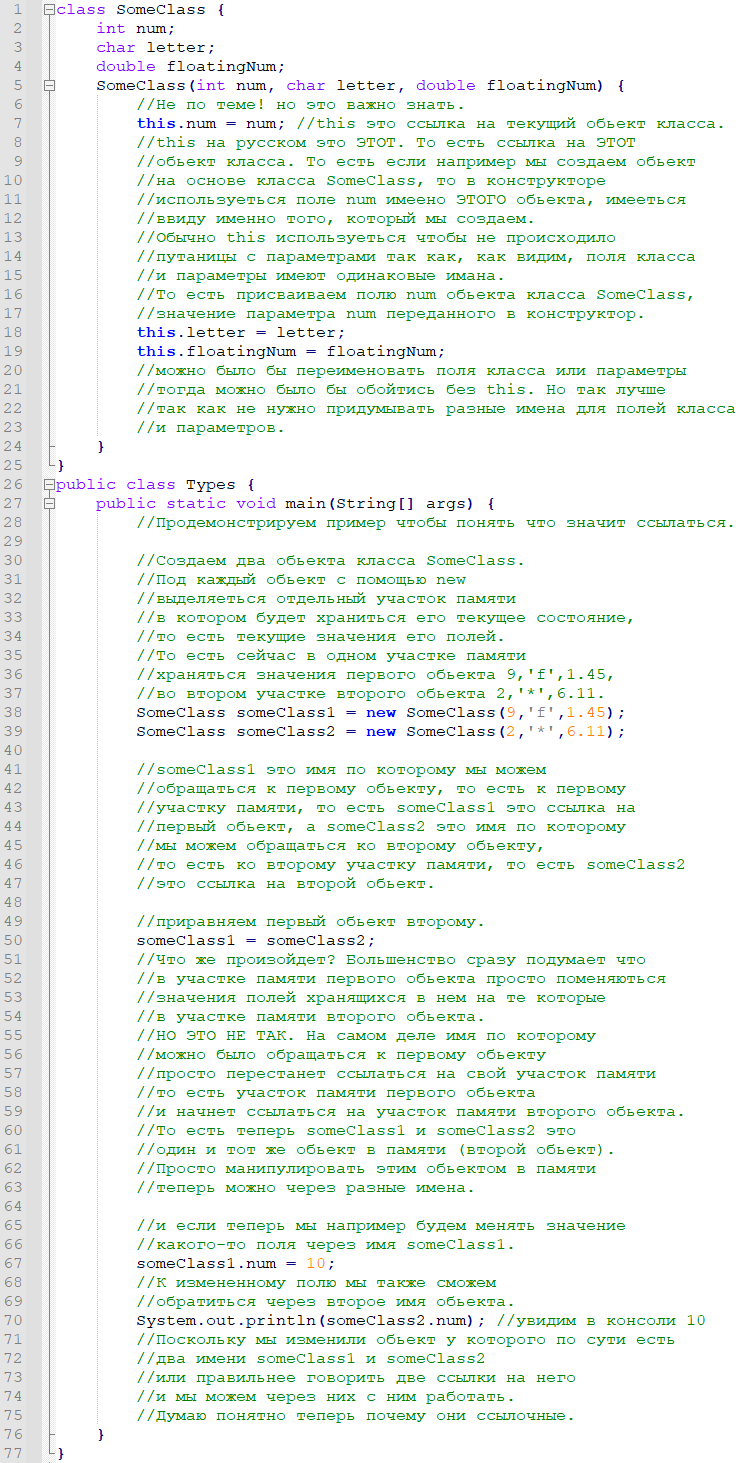 1 class SomeClass {
2 int num;
3 char letter;
4 double floatingNum;
5 SomeClass(int num, char letter, double floatingNum) {
6 //Не по теме! но это важно знать.
7 this.num = num; //this это ссылка на текущий обьект класса.
8 //this на русском это ЭТОТ. То есть ссылка на ЭТОТ
9 //обьект класса. То есть если например мы создаем обьект
10 //на основе класса SomeClass, то в конструкторе
11 //используеться поле num имеено ЭТОГО обьекта, имееться
12 //ввиду именно того, который мы создаем.
13 //Обычно this используеться чтобы не происходило
14 //путаницы с параметрами так как, как видим, поля класса
15 //и параметры имеют одинаковые имана.
16 //То есть присваиваем полю num обьекта класса SomeClass,
17 //значение параметра num переданного в конструктор.
18 this.letter = letter;
19 this.floatingNum = floatingNum;
20 //можно было бы переименовать поля класса или параметры
21 //тогда можно было бы обойтись без this. Но так лучше
22 //так как не нужно придумывать разные имена для полей класса
23 //и параметров.
24 }
25 }
26 public class Types {
27 public static void main(String[] args) {
28 //Продемонстрируем пример чтобы понять что значит ссылаться.
29
30 //Создаем два обьекта класса SomeClass.
31 //Под каждый обьект с помощью new
32 //выделяеться отдельный участок памяти
33 //в котором будет храниться его текущее состояние,
34 //то есть текущие значения его полей.
35 //То есть сейчас в одном участке памяти
36 //храняться значения первого обьекта 9,'f',1.45,
37 //во втором участке второго обьекта 2,'*',6.11.
38 SomeClass someClass1 = new SomeClass(9,'f',1.45);
39 SomeClass someClass2 = new SomeClass(2,'*',6.11);
40
41 //someClass1 это имя по которому мы можем
42 //обращаться к первому обьекту, то есть к первому
43 //участку памяти, то есть someClass1 это ссылка на
44 //первый обьект, а someClass2 это имя по которому
45 //мы можем обращаться ко второму обьекту,
46 //то есть ко второму участку памяти, то есть someClass2
47 //это ссылка на второй обьект.
48
49 //приравняем первый обьект второму.
50 someClass1 = someClass2;
51 //Что же произойдет? Большенство сразу подумает что
52 //в участке памяти первого обьекта просто поменяються
53 //значения полей хранящихся в нем на те которые
54 //в участке памяти второго обьекта.
55 //НО ЭТО НЕ ТАК. На самом деле имя по которому
56 //можно было обращаться к первому обьекту
57 //просто перестанет ссылаться на свой участок памяти
58 //то есть участок памяти первого обьекта
59 //и начнет ссылаться на участок памяти второго обьекта.
60 //То есть теперь someClass1 и someClass2 это
61 //один и тот же обьект в памяти (второй обьект).
62 //Просто манипулировать этим обьектом в памяти
63 //теперь можно через разные имена.
64
65 //и если теперь мы например будем менять значение
66 //какого-то поля через имя someClass1.
67 someClass1.num = 10;
68 //К измененному полю мы также сможем
69 //обратиться через второе имя обьекта.
70 System.out.println(someClass2.num); //увидим в консоли 10
71 //Поскольку мы изменили обьект у которого по сути есть
72 //два имени someClass1 и someClass2
73 //или правильнее говорить две ссылки на него
74 //и мы можем через них с ним работать.
75 //Думаю понятно теперь почему они ссылочные.
76 }
77 }